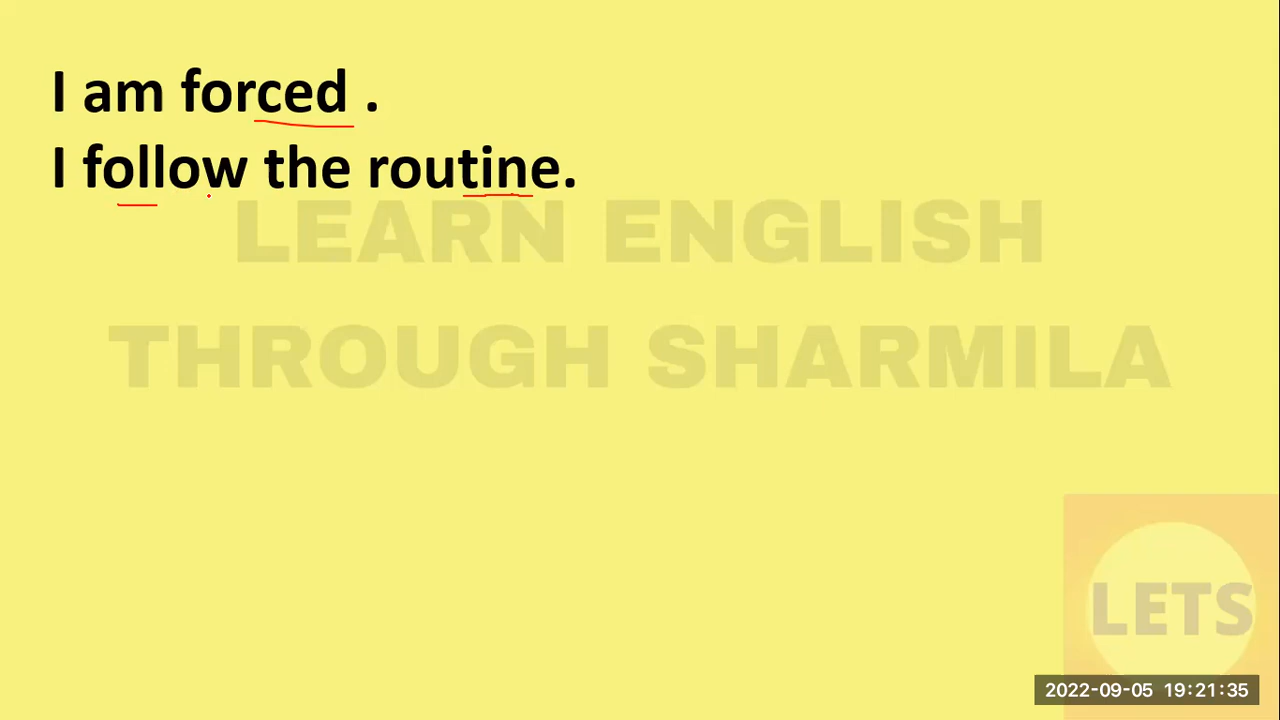 I am forced .
I follow the routine.
LEARN ENGLISH
THROUGH SHARMILA
LETS
2022-09-05 19:21:35